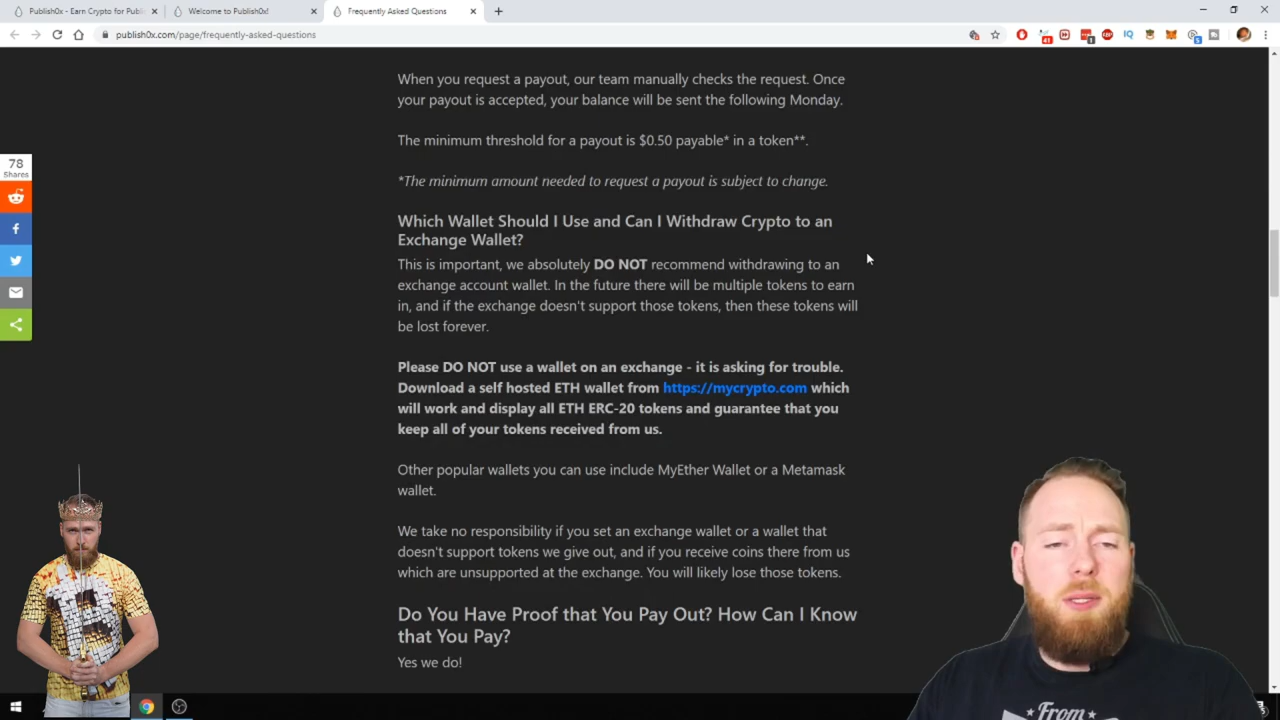 Publish0x - Earn Crypto for Publi
Welcome to Publish0x!
Frequently Asked Questions
publish0x.com/page/frequently-asked-questions
When you request a payout, our team manually checks the request. Once
your payout is accepted, your balance will be sent the following Monday.
The minimum threshold for a payout is $0.50 payable* in a token**.
78
Shares
*The minimum amount needed to request a payout is subject to change.
Which Wallet Should I Use and Can I Withdraw Crypto to an
Exchange Wallet?
This is important, we absolutely DO NOT recommend withdrawing to an
exchange account wallet. In the future there will be multiple tokens to earn
in, and if the exchange doesn't support those tokens, then these tokens will
be lost forever.
Please DO NOT use a wallet on an exchange - it is asking for trouble.
Download a self hosted ETH wallet from https://mycrypto.com which
will work and display all ETH ERC-20 tokens and guarantee that you
keep all of your tokens received from us.
Other popular wallets you can use include MyEther Wallet or a Metamask
wallet.
We take no responsibility if you set an exchange wallet or a wallet that
doesn't support tokens we give out, and if you receive coins there from us
which are unsupported at the exchange. You will likely lose those tokens.
Do You Have Proof that You Pay Out? How Can I Know
that You Pay?
Yes we do!
From